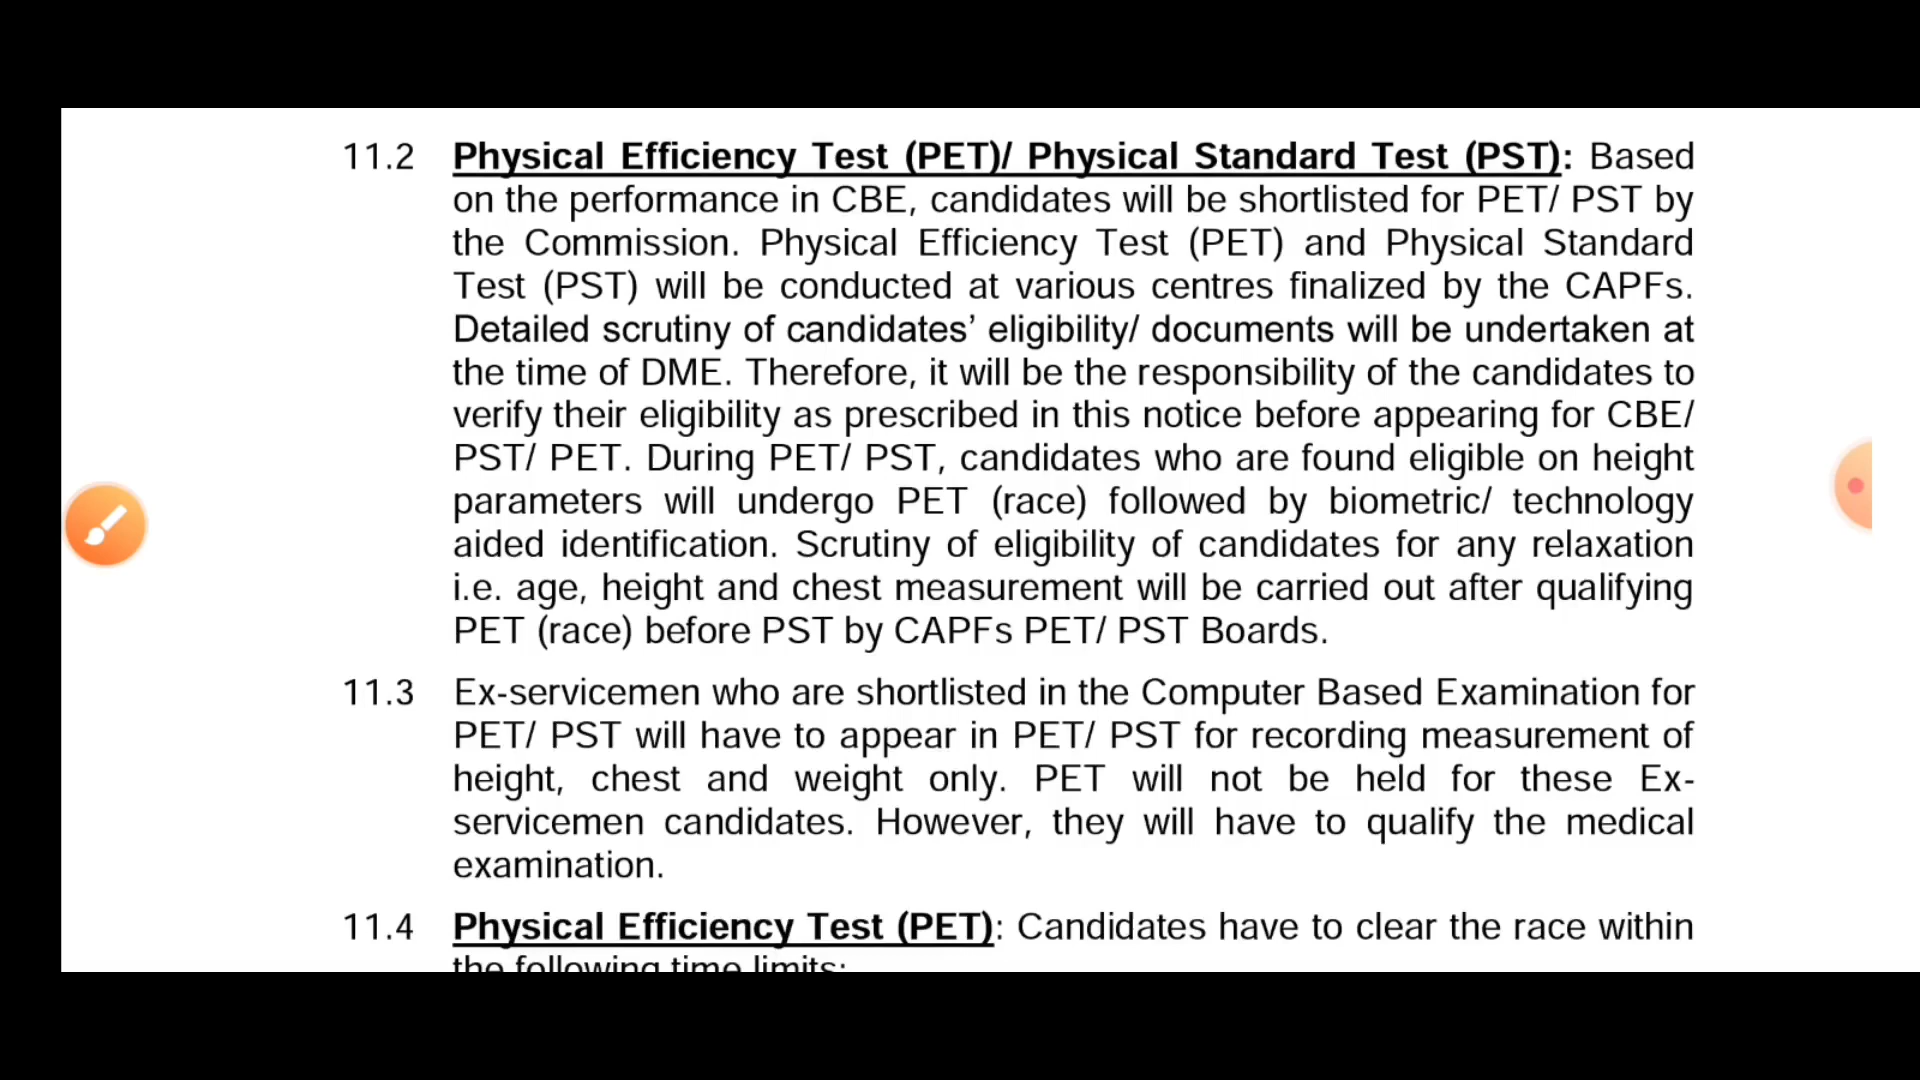 11.2 Physical Efficiency Test (PET)/ Physical Standard Test (PST): Based
on the performance in CBE, candidates will be shortlisted for PET/ PST by
the Commission. Physical Efficiency Test (PET) and Physical Standard
Test (PST) will be conducted at various centres finalized by the CAPFs.
Detailed scrutiny of candidates’ eligibility/ documents will be undertaken at
the time of DME. Therefore, it will be the responsibility of the candidates to
verify their eligibility as prescribed in this notice before appearing for CBE/
PST/ PET. During PET/ PST, candidates who are found eligible on height
parameters will undergo PET (race) followed by biometric/ technology
aided identification. Scrutiny of eligibility of candidates for any relaxation
i.e. age, height and chest measurement will be carried out after qualifying
PET (race) before PST by CAPFs PET/ PST Boards.
11.3 Ex-servicemen who are shortlisted in the Computer Based Examination for
PET/ PST will have to appear in PET/ PST for recording measurement of
height, chest and weight only. PET will not be held for these Ex-
servicemen candidates. However, they will have to qualify the medical
examination.
11.4 Physical Efficiency Test (PET): Candidates have to clear the race within
the following time limits: